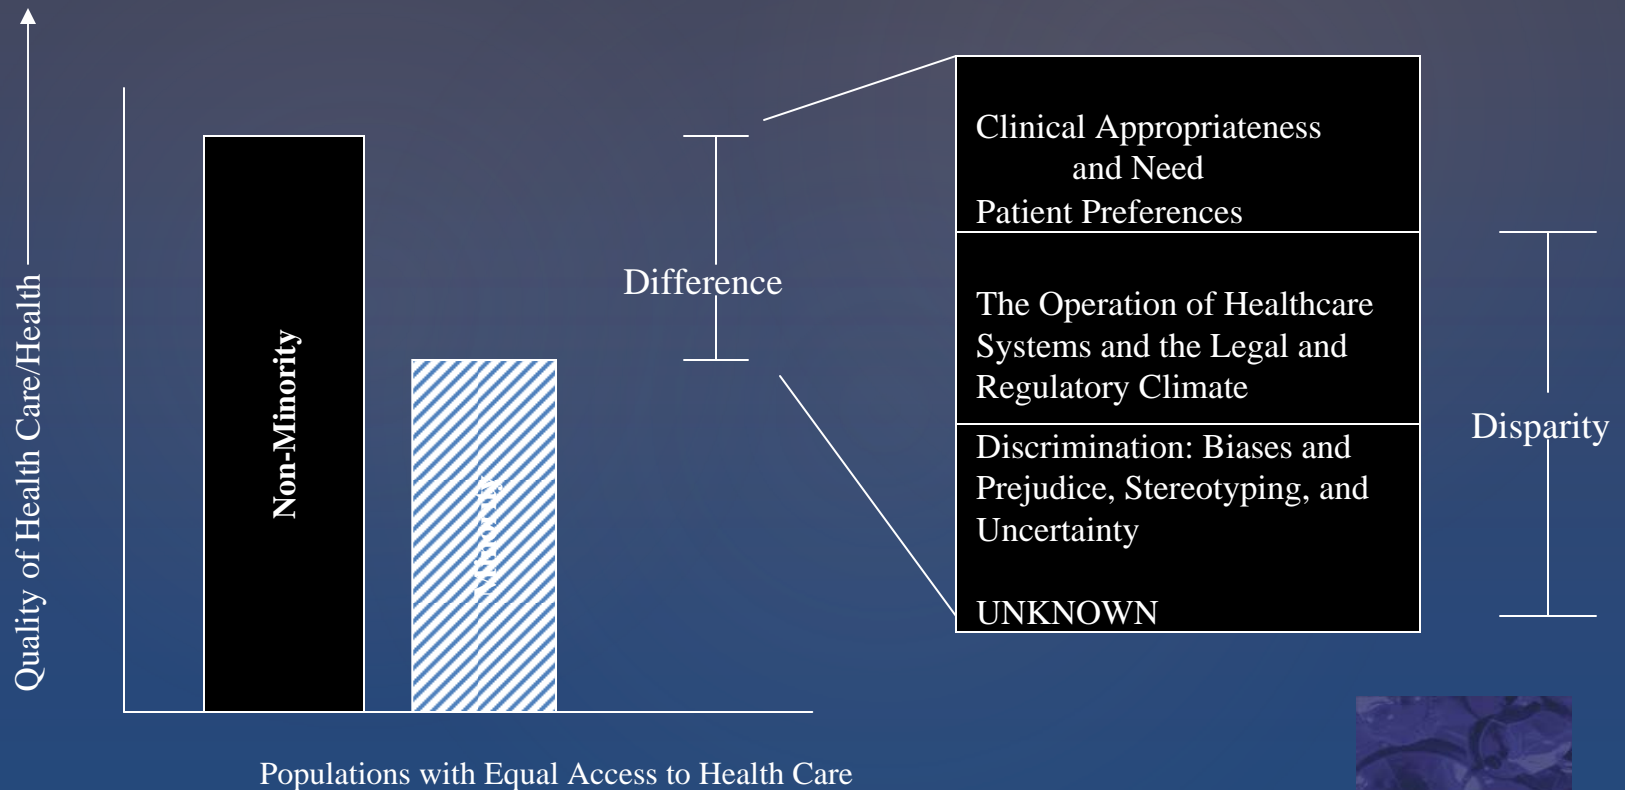 Quality of Health Care/Health
Non-Minority
Minority
Difference
Populations with Equal Access to Health Care
Clinical Appropriateness
and Need
Patient Preferences
The Operation of Healthcare
Systems and the Legal and
Regulatory Climate
Discrimination: Biases and
Prejudice, Stereotyping, and
Uncertainty
UNKNOWN
Disparity